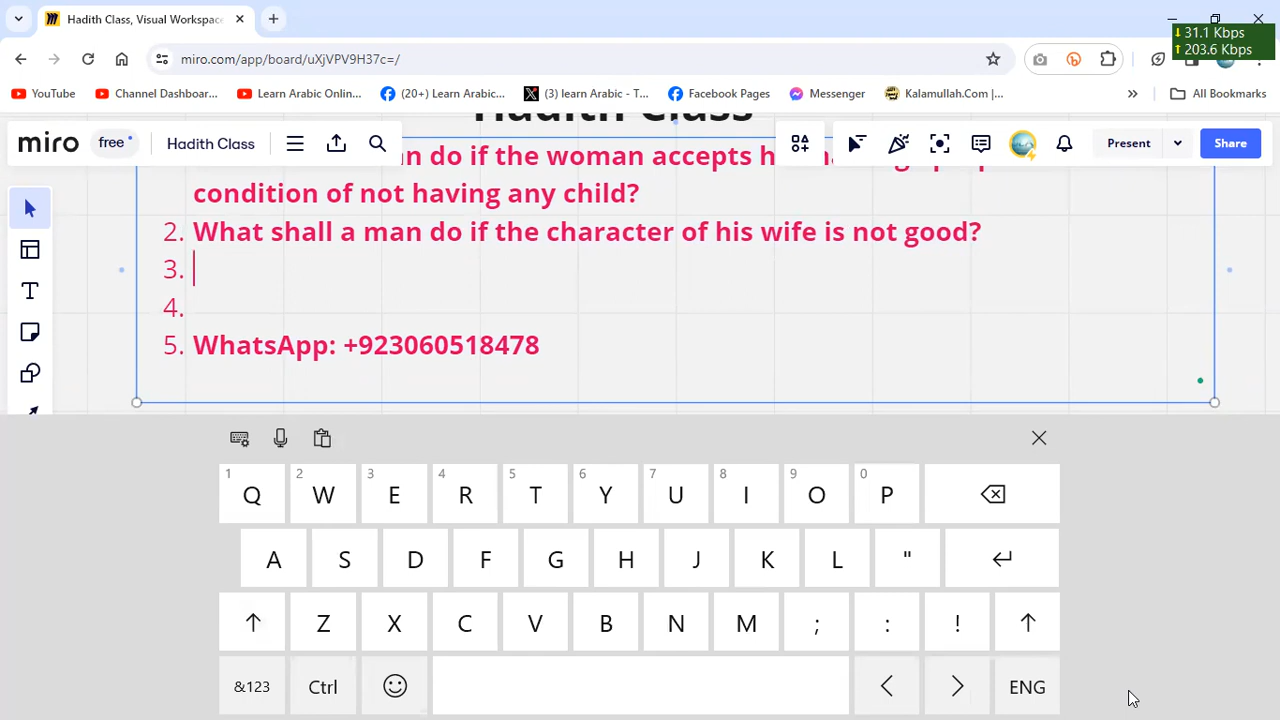 Hadith Class, Visual Workspace
31.1 Kbps
203.6 Kbps
miro.com/app/board/uXjVPV9H37c=/
YouTube
Channel Dashboar...
Learn Arabic Onlin...
(20+) Learn Arabic...
(3) learn Arabic - T...
Facebook Pages
Messenger
Kalamullah.Com |...
All Bookmarks
Hadith Class
miro
free
Hadith Class
Present
Share
n do if the woman accepts h
condition of not having any child?
2. What shall a man do if the character of his wife is not good?
3.
4.
5. WhatsApp: +923060518478
1 Q 2 W 3 E 4 R 5 T 6 Y 7 U 8 I 9 O 0 P
A S D F G H J K L "
Z X C V B N M ; : !
&123 Ctrl ENG